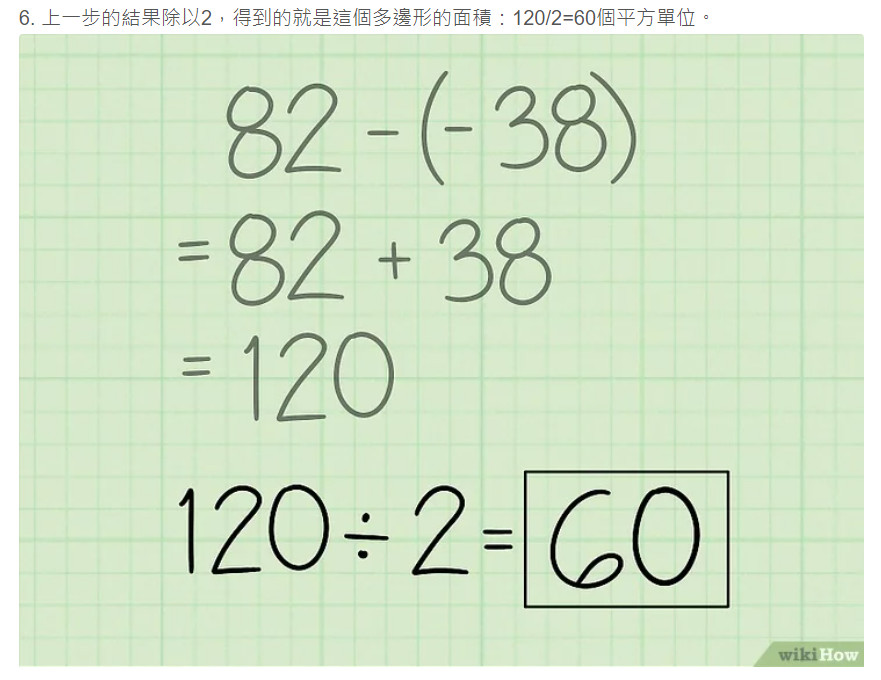 6. 上一步的結果除以2，得到的就是這個多邊形的面積：120/2=60個平方單位。
82 - (- 38)
= 82 + 38
= 120
120 ÷ 2 = 60
wikiHow